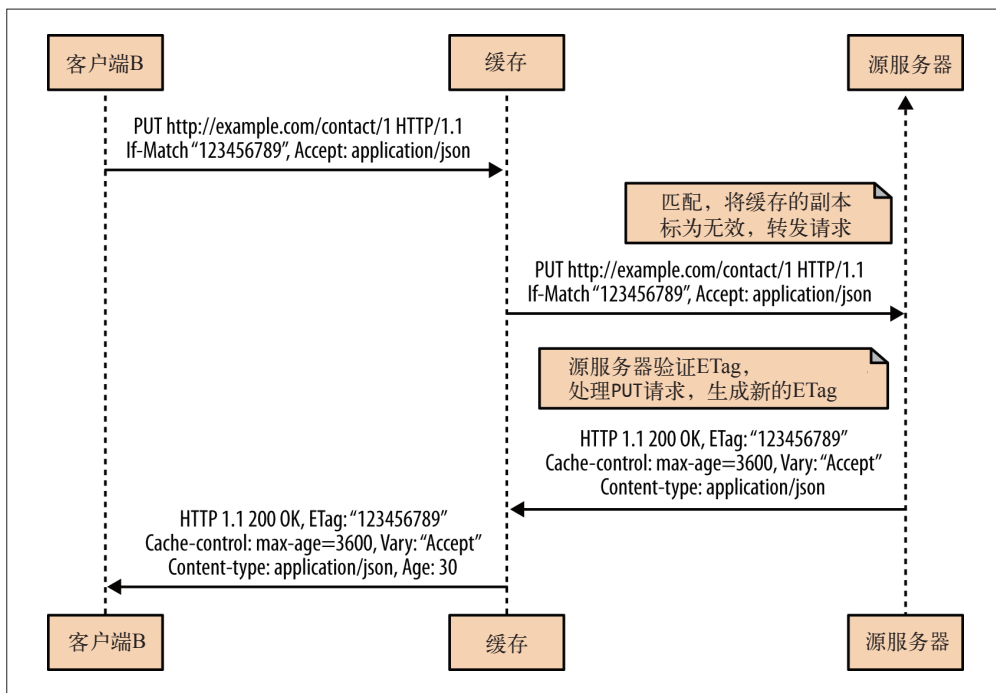 客户端B
缓存
源服务器
PUT http://example.com/contact/1 HTTP/1.1
If-Match “123456789”, Accept: application/json
匹配，将缓存的副本
标为无效，转发请求
PUT http://example.com/contact/1 HTTP/1.1
If-Match “123456789”, Accept: application/json
源服务器验证ETag，
处理PUT请求，生成新的ETag
HTTP 1.1 200 OK, ETag: “123456789”
Cache-control: max-age=3600, Vary: “Accept”
Content-type: application/json
HTTP 1.1 200 OK, ETag: “123456789”
Cache-control: max-age=3600, Vary: “Accept”
Content-type: application/json, Age: 30
客户端B
缓存
源服务器